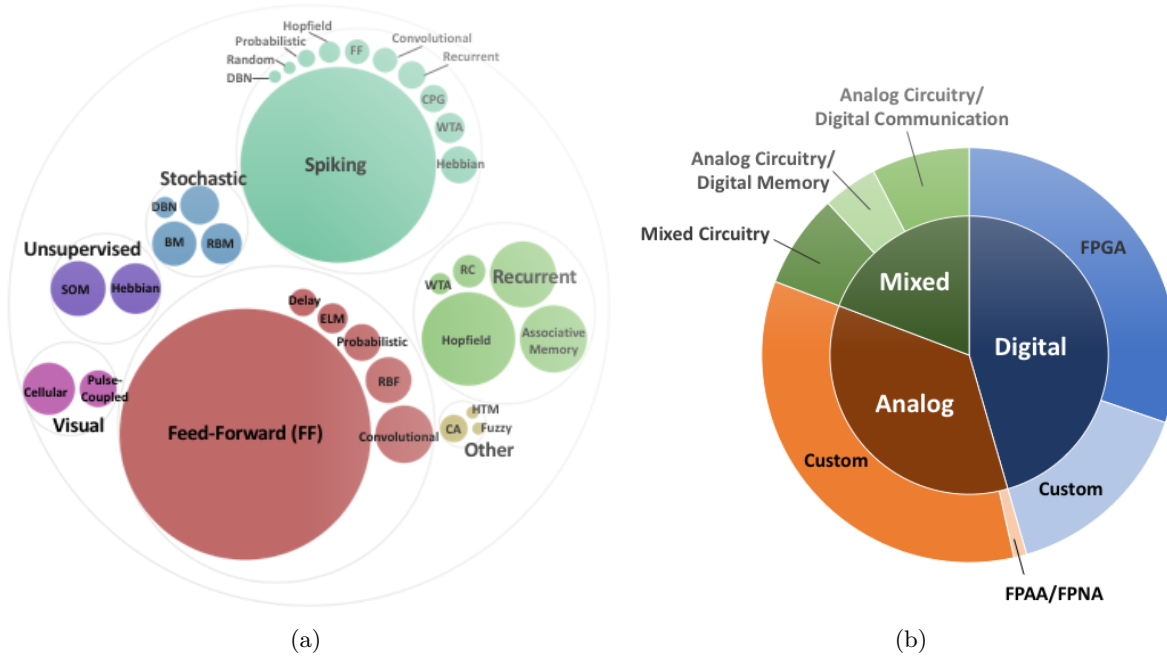 Hopfield
Probabilistic
FF
Convolutional
Random
Recurrent
DBN
CPG
WTA
Spiking
Hebbian
Stochastic
DBN
BM
RBM
Unsupervised
SOM
Hebbian
RC
Recurrent
WTA
Hopfield
Associative
Memory
Delay
ELM
Probabilistic
RBF
Convolutional
Feed-Forward (FF)
Cellular
Pulse-
Coupled
Visual
HTM
CA
Fuzzy
Other
(a)
Analog Circuitry/
Digital Communication
Analog Circuitry/
Digital Memory
Mixed Circuitry
FPGA
Mixed
Digital
Analog
Custom
Custom
FPAA/FPNA
(b)